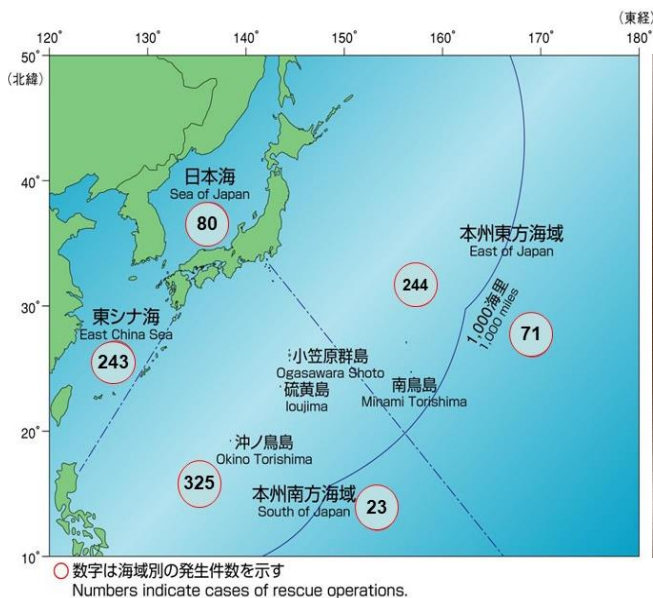 (東経)
120° 130° 140° 150° 160° 170° 180°
50°
(北緯)
40°
日本海
Sea of Japan
80
本州東方海域
East of Japan
244
30°
1,000海里
1,000 miles
東シナ海
East China Sea
243
71
小笠原群島
Ogasawara Shoto
硫黄島
Ioujima
南鳥島
Minami Torishima
20°
沖ノ鳥島
Okino Torishima
325
本州南方海域
South of Japan
23
10°
数字は海域別の発生件数を示す
Numbers indicate cases of rescue operations.